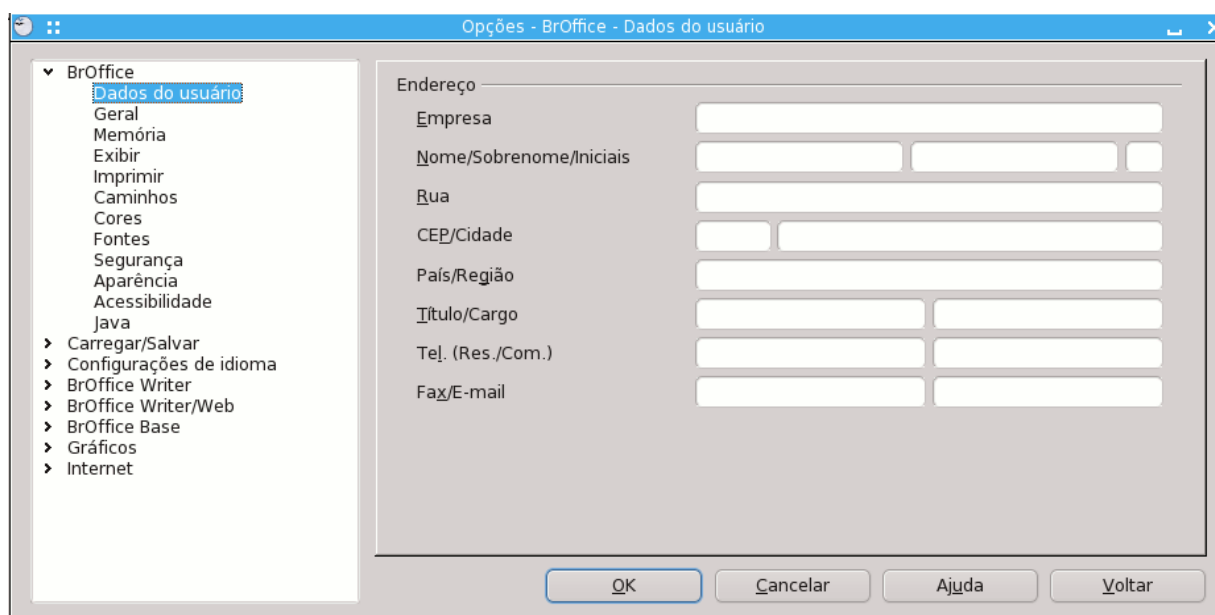 Opções - BrOffice - Dados do usuário
BrOffice
Dados do usuário
Geral
Memória
Exibir
Imprimir
Caminhos
Cores
Fontes
Segurança
Aparência
Acessibilidade
Java
Carregar/Salvar
Configurações de idioma
BrOffice Writer
BrOffice Writer/Web
BrOffice Base
Gráficos
Internet
Endereço
Empresa
Nome/Sobrenome/Iniciais
Rua
CEP/Cidade
País/Região
Título/Cargo
Tel. (Res./Com.)
Fax/E-mail
OK Cancelar Ajuda Voltar